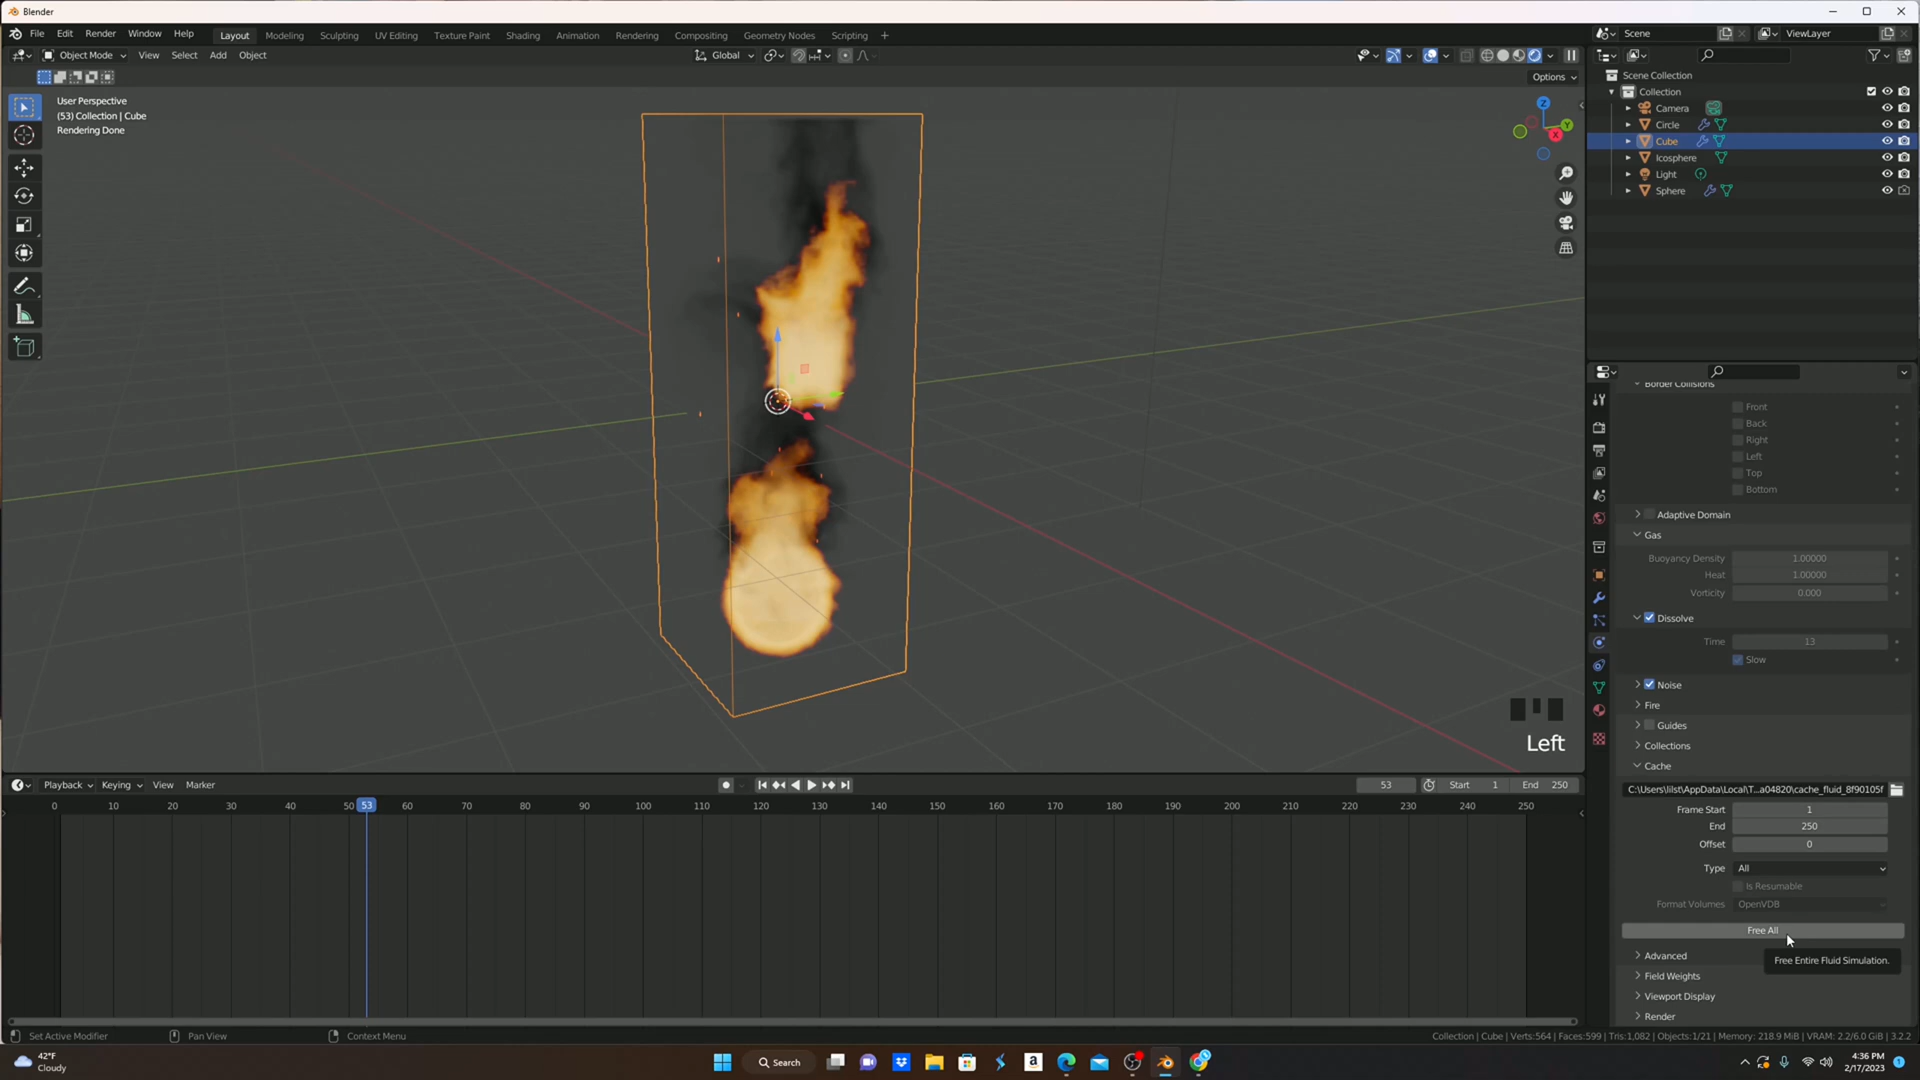 Blender
File Edit Render Window Help Layout Modeling Sculpting UV Editing Texture Paint Shading Animation Rendering Compositing Geometry Nodes Scripting + Scene ViewLayer
Object Mode View Select Add Object Global
Options
User Perspective
(53) Collection | Cube
Rendering Done
Z
Y
X
Scene Collection
Collection
Camera
Circle
Cube
Icosphere
Light
Sphere
Border Collisions
Front
Back
Right
Left
Top
Bottom
Adaptive Domain
Gas
Buoyancy Density 1.00000
Heat 1.00000
Vorticity 0.000
Dissolve
Time 13
Slow
Noise
Fire
Guides
Collections
Cache
C:\Users\lilst\AppData\Local\T...a04820\cache_fluid_8f90105f
Frame Start 1
End 250
Offset 0
Type All
Is Resumable
Format Volumes OpenVDB
Free All
Free Entire Fluid Simulation.
Advanced
Field Weights
Viewport Display
Render
Left
Playback Keying View Marker 53 Start 1 End 250
0 10 20 30 40 50 53 60 70 80 90 100 110 120 130 140 150 160 170 180 190 200 210 220 230 240 250
Set Active Modifier Pan View Context Menu
Collection | Cube | Verts:564 | Faces:599 | Tris:1,082 | Objects:1/21 | Memory: 218.9 MiB | VRAM: 2.2/6.0 GiB | 3.2.2
42°F
Cloudy
Search
4:36 PM
2/17/2023
1